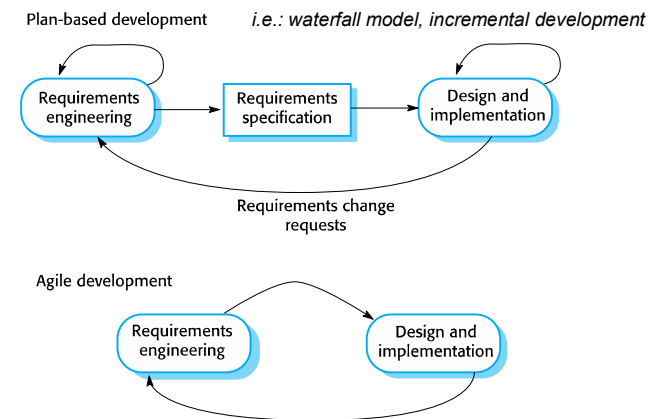 Plan-based development
i.e.: waterfall model, incremental development
Requirements
engineering
Requirements
specification
Design and
implementation
Requirements change
requests
Agile development
Requirements
engineering
Design and
implementation